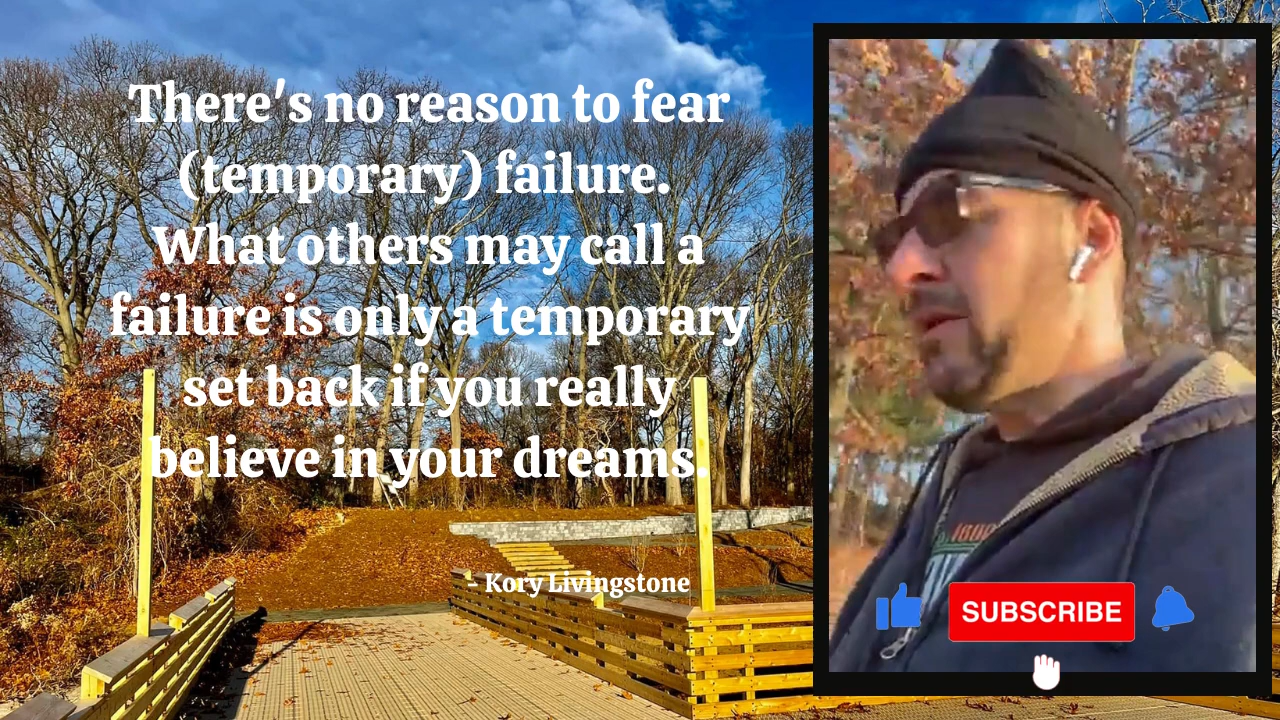 There's no reason to fear
(temporary) failure.
What others may call a
failure is only a temporary
set back if you really
believe in your dreams.
- Kory Livingstone
SUBSCRIBE